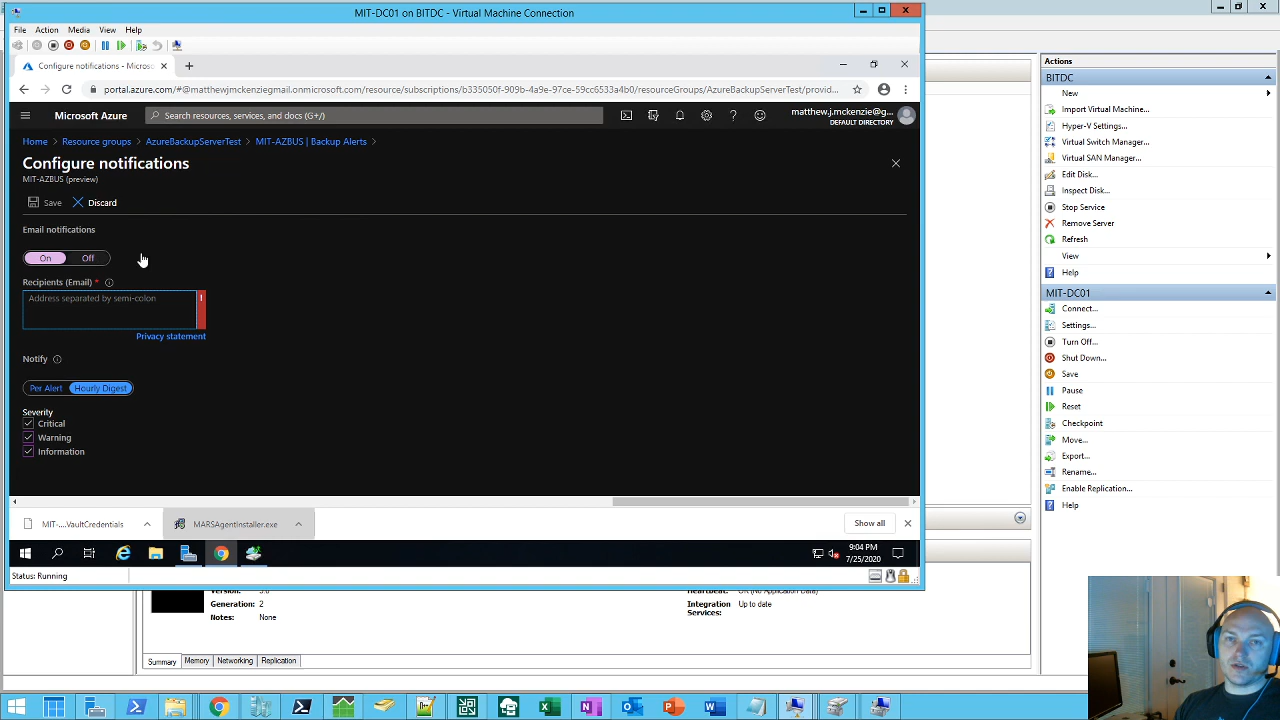 MIT-DC01 on BITDC - Virtual Machine Connection
File Action Media View Help
Configure notifications - Microso
portal.azure.com/#@matthewj.mckenziegmail.onmicrosoft.com/resource/subscriptions/b335050f-909b-4a9e-97ce-59cc6533a4b0/resourceGroups/AzureBackupServerTest/provid...
Microsoft Azure
Search resources, services, and docs (G+/)
matthew.j.mckenzie@g...
DEFAULT DIRECTORY
Home > Resource groups > AzureBackupServerTest > MIT-AZBUS | Backup Alerts >
Configure notifications
MIT-AZBUS (preview)
Save Discard
Email notifications
On Off
Recipients (Email) *
Address separated by semi-colon
!
Privacy statement
Notify
Per Alert Hourly Digest
Severity
Critical
Warning
Information
MIT-....VaultCredentials
MARSAgentInstaller.exe
Show all
9:04 PM
7/25/2020
Status: Running
Generation: 2
Notes: None
Integration Services: Up to date
Summary Memory Networking Replication
Actions
BITDC
New
Import Virtual Machine...
Hyper-V Settings...
Virtual Switch Manager...
Virtual SAN Manager...
Edit Disk...
Inspect Disk...
Stop Service
Remove Server
Refresh
View
Help
MIT-DC01
Connect...
Settings...
Turn Off...
Shut Down...
Save
Pause
Reset
Checkpoint
Move...
Export...
Rename...
Enable Replication...
Help